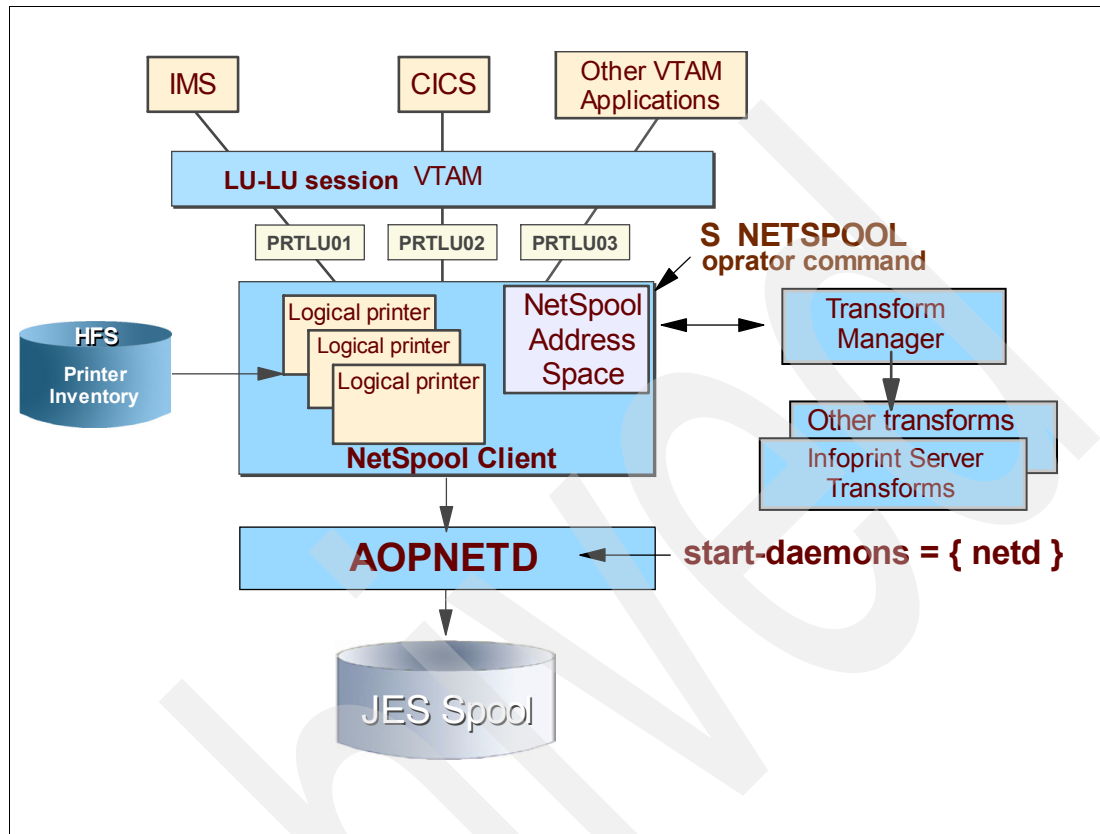 IMS
CICS
Other VTAM
Applications
LU-LU session VTAM
PRTLU01
PRTLU02
PRTLU03
S NETSPOOL
oprator command
Logical printer
Logical printer
Logical printer
NetSpool
Address
Space
NetSpool Client
HFS
Printer
Inventory
Transform
Manager
Other transforms
Infoprint Server
Transforms
AOPNETD
start-daemons = { netd }
JES Spool
hived